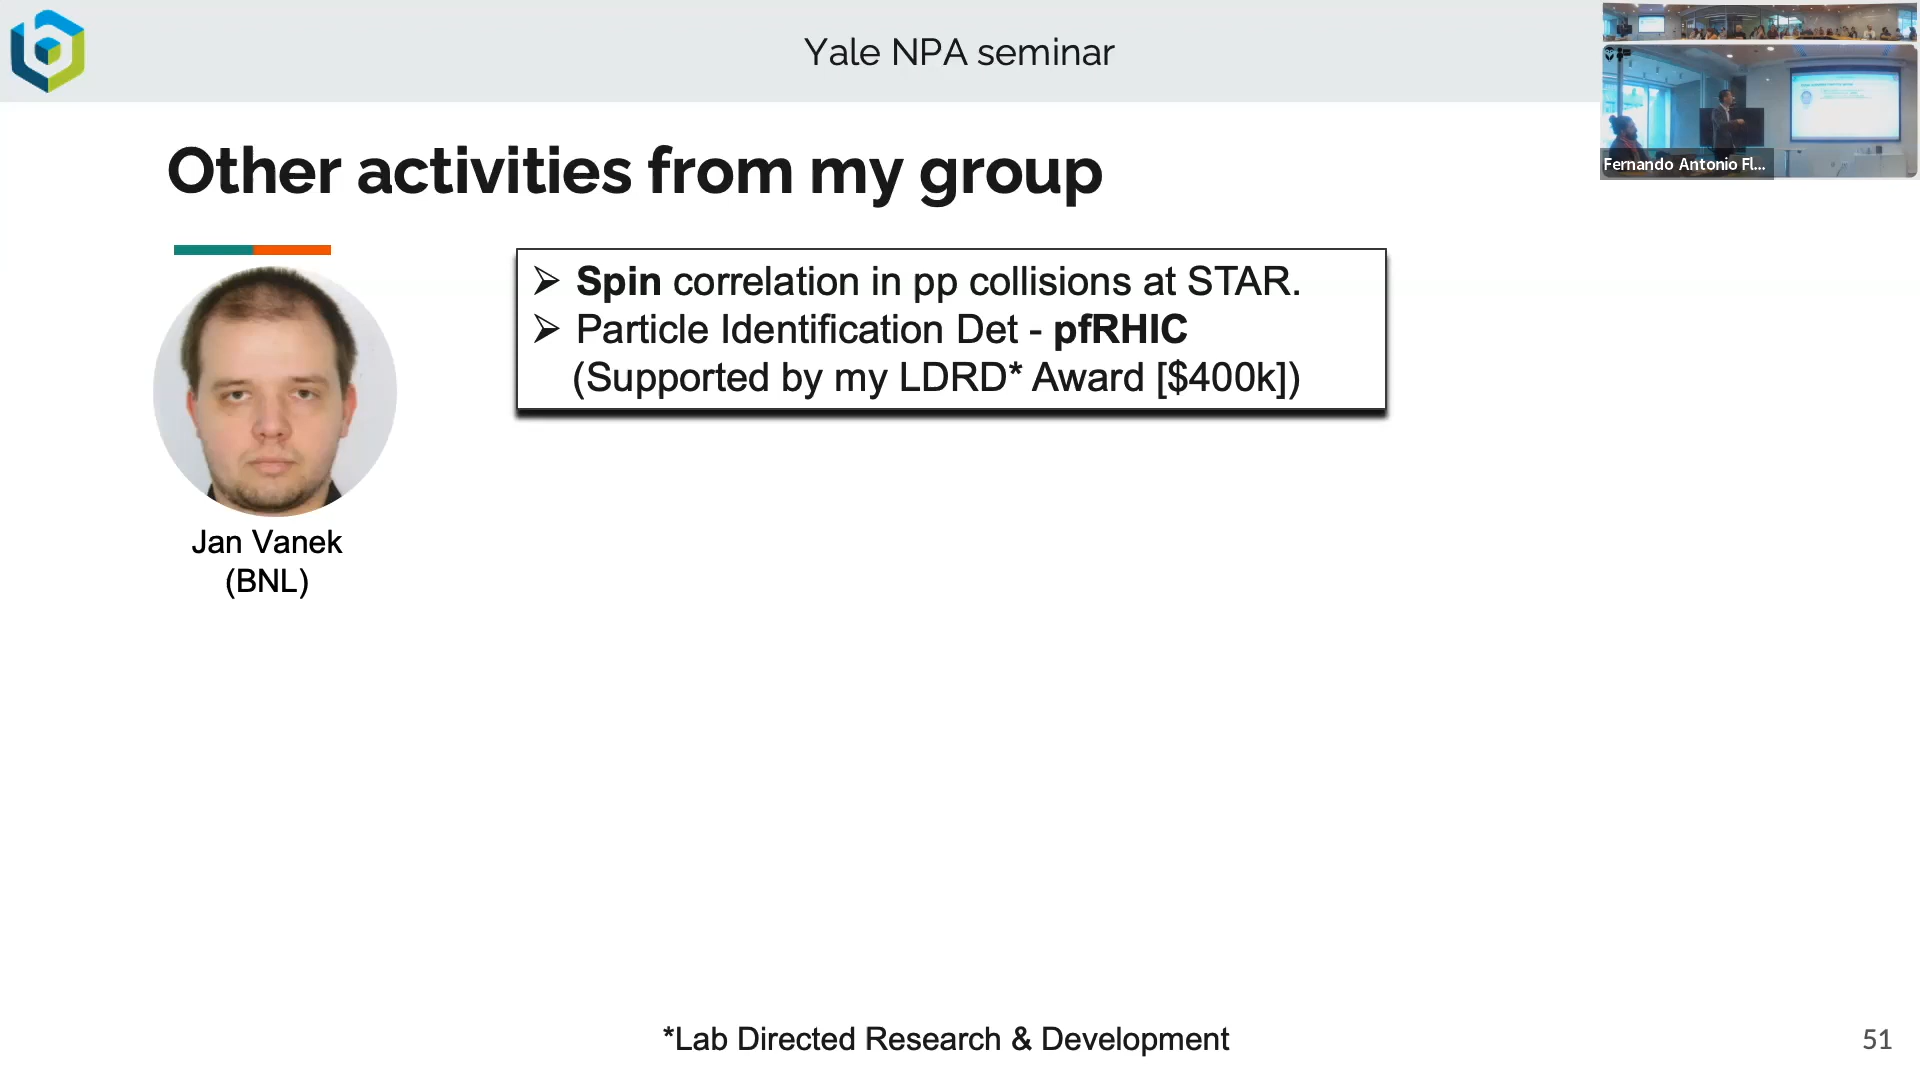 Yale NPA seminar
Fernando Antonio Fl...
Other activities from my group
➢ Spin correlation in pp collisions at STAR.
➢ Particle Identification Det - pfRHIC
(Supported by my LDRD* Award [$400k])
Jan Vanek
(BNL)
*Lab Directed Research & Development
51